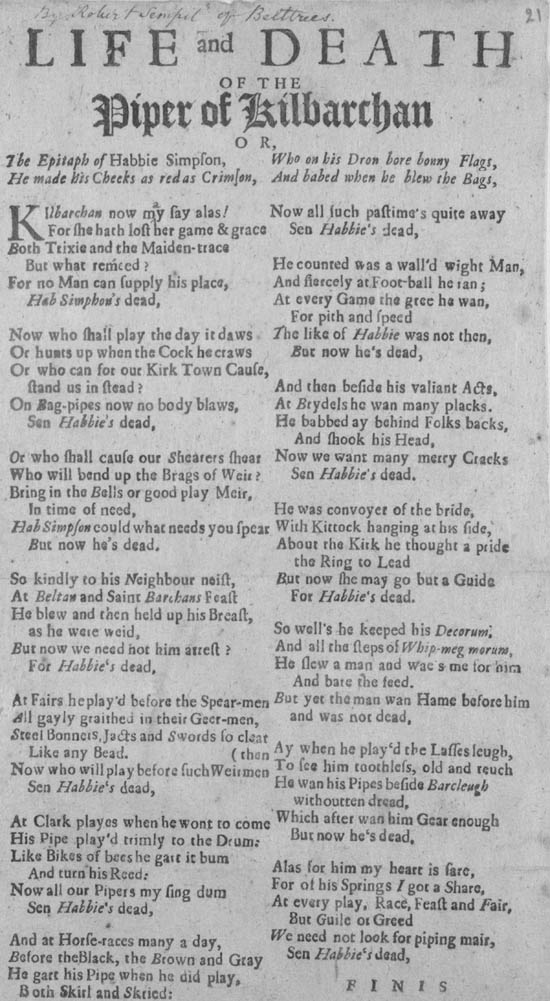 By Robert Sempil of Belttrees.
21
LIFE and DEATH
OF THE
Piper of Kilbarchan
OR,
The Epitaph of Habbie Simpſon,
He made his Cheeks as red as Crimſon,
Who on his Dron bore bonny Flags,
And babed when he blew the Bags,
Kilbarchan now may ſay alas!
For ſhe hath loſt her game & grace
Both Trixie and the Maiden-trace
But what remced?
For no Man can ſupply his place,
Hab Simphon's dead,
Now who ſhall play the day it daws
Or hunts up when the Cock he craws
Or who can for our Kirk Town Cauſe,
ſtand us in ſtead?
On Bag-pipes now no body blaws,
Sen Habbie's dead,
Or who ſhall cauſe our Shearers ſhear
Who will bend up the Brags of Weir?
Bring in the Bells or good play Meir,
In time of need,
Hab Simpſon could what needs you ſpear
But now he's dead.
So kindly to his Neighbour neiſt,
At Beltan and Saint Barchans Feaſt
He blew and then held up his Breaſt,
as he were weid,
But now we need not him arreſt?
For Habbie's dead,
At Fairs he play'd before the Spear-men
All gayly graithed in their Geer-men,
Steel Bonnets, Jacts and Swords ſo clear
Like any Bead. (then
Now who will play before ſuch Weirmen
Sen Habbie's dead,
At Clark playes when he wont to come
His Pipe play'd trimly to the Drum:
Like Bikes of bees he gart it bum
And turn his Reed:
Now all our Pipers my ſing dum
Sen Habbie's dead,
And at Horſe-races many a day,
Before the Black, the Brown and Gray
He gart his Pipe when he did play,
Both Skirl and Skried:
Now all ſuch paſtime's quite away
Sen Habbie's dead,
He counted was a wall'd wight Man,
And fiercely at Foot-ball he ran;
At every Game the gree he wan,
For pith and ſpeed
The like of Habbie was not then,
But now he's dead,
And then beſide his valiant Acts,
At Brydels he wan many placks.
He babbed ay behind Folks backs,
And ſhook his Head,
Now we want many merry Cracks
Sen Habbie's dead.
He was convoyer of the bride,
With Kittock hanging at his ſide,
About the Kirk he thought a pride
the Ring to Lead
But now ſhe may go but a Guide
For Habbie's dead.
So well's he keeped his Decorum,
And all the ſteps of Whip-meg morum,
He ſlew a man and wae's me for him
And bare the feed.
But yet the man wan Hame before him
and was not dead,
Ay when he play'd the Laſſes leugh,
To ſee him toothleſs, old and teuch
He wan his Pipes beſide Barcleugh
withoutten dread,
Which after wan him Gear enough
But now he's dead,
Alas for him my heart is ſare,
For of his Springs I got a Share,
At every play, Race, Feaſt and Fair,
But Guile or Greed
We need not look for piping mair,
Sen Habbie's dead,
FINIS